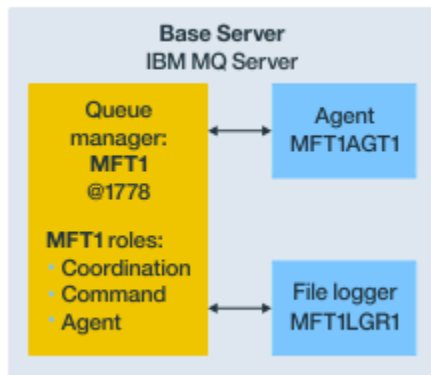 Base Server
IBM MQ Server
Queue
manager:
MFT1
@1778
MFT1 roles:
• Coordination
• Command
• Agent
Agent
MFT1AGT1
File logger
MFT1LGR1